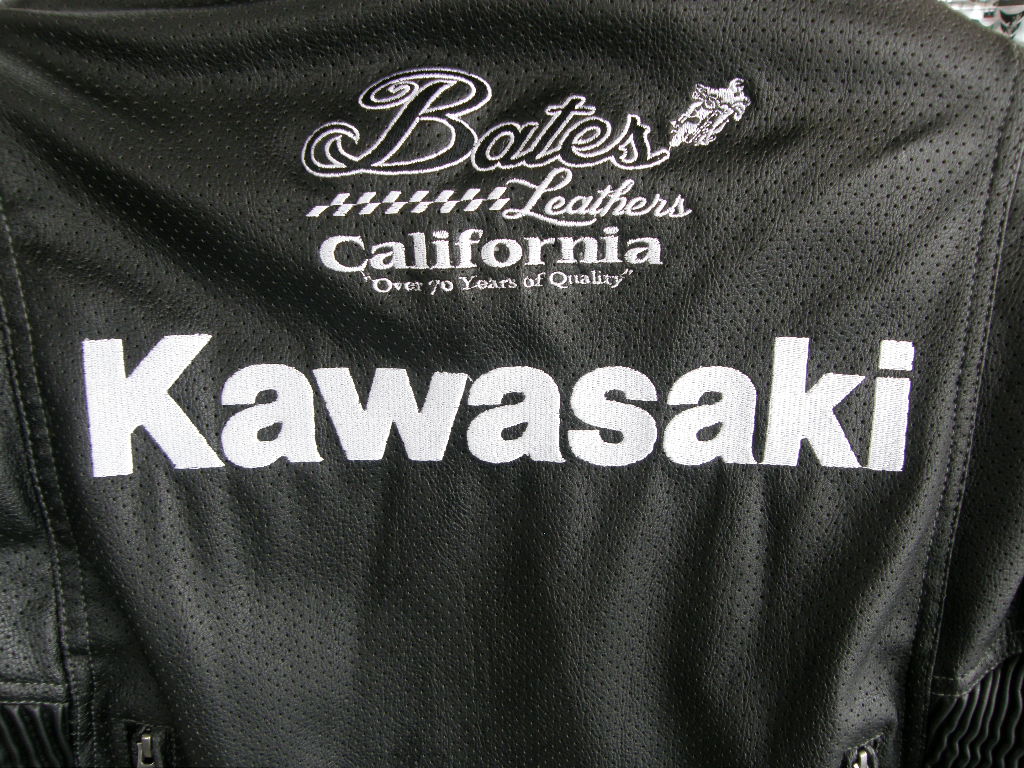 Bates
Leathers
California
"Over 70 Years of Quality"
Kawasaki